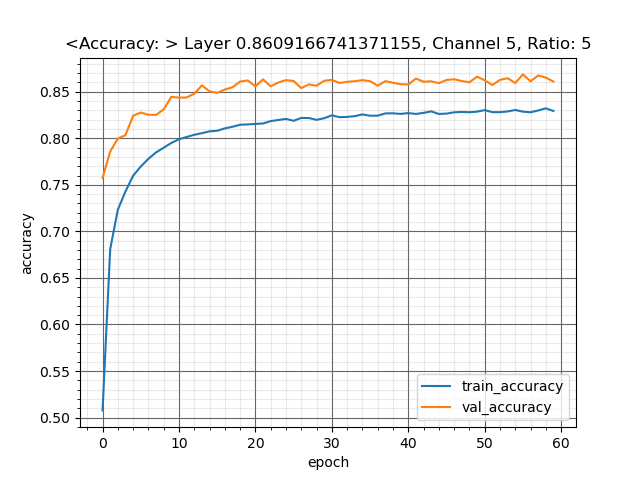 <Accuracy: > Layer 0.8609166741371155, Channel 5, Ratio: 5
accuracy
0.85
0.80
0.75
0.70
0.65
0.60
0.55
0.50
train_accuracy
val_accuracy
0 10 20 30 40 50 60
epoch